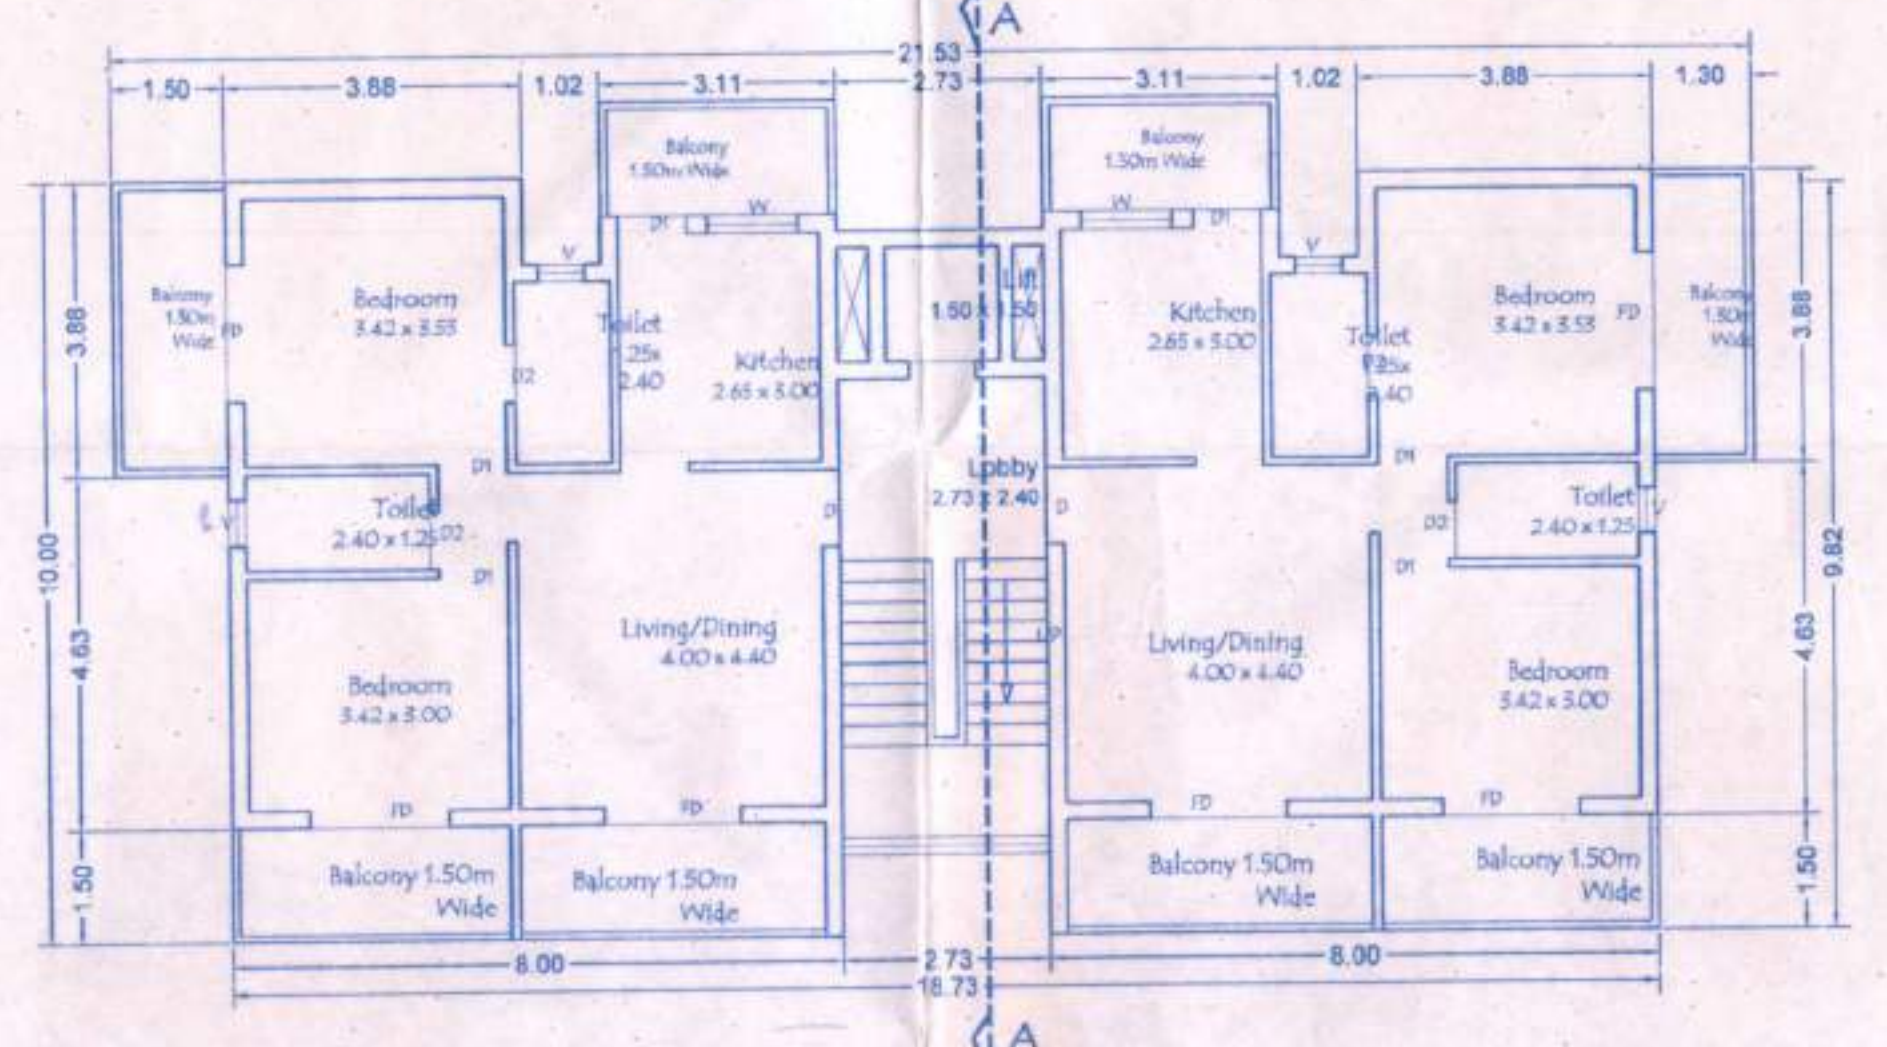 A
21.53
1.50 3.88 1.02 3.11 2.73 3.11 1.02 3.88 1.30
Balcony
1.50m Wide
Balcony
1.50m Wide
D1 W
W D1
V
V
Balcony
1.50m
Wide
FD
Bedroom
3.42 x 3.53
D2
Toilet
1.25x
2.40
Kitchen
2.65 x 3.00
Lift
1.50 x 1.50
Kitchen
2.65 x 3.00
Toilet
2.40
Bedroom
3.42 x 3.53
FD
Balcony
1.50m
Wide
3.88
3.88
D1
D1
Lobby
2.73 x 2.40
D
D
Toilet
2.40 x 1.25
V
D2
D1
Toilet
2.40 x 1.25
V
D2
D1
10.00
9.82
4.63
4.63
Living/Dining
4.00 x 4.40
UP
Living/Dining
4.00 x 4.40
Bedroom
3.42 x 3.00
Bedroom
3.42 x 3.00
FD
FD
FD
FD
1.50
Balcony 1.50m
Wide
Balcony 1.50m
Wide
Balcony 1.50m
Wide
Balcony 1.50m
Wide
1.50
8.00 2.73 8.00
18.73
A